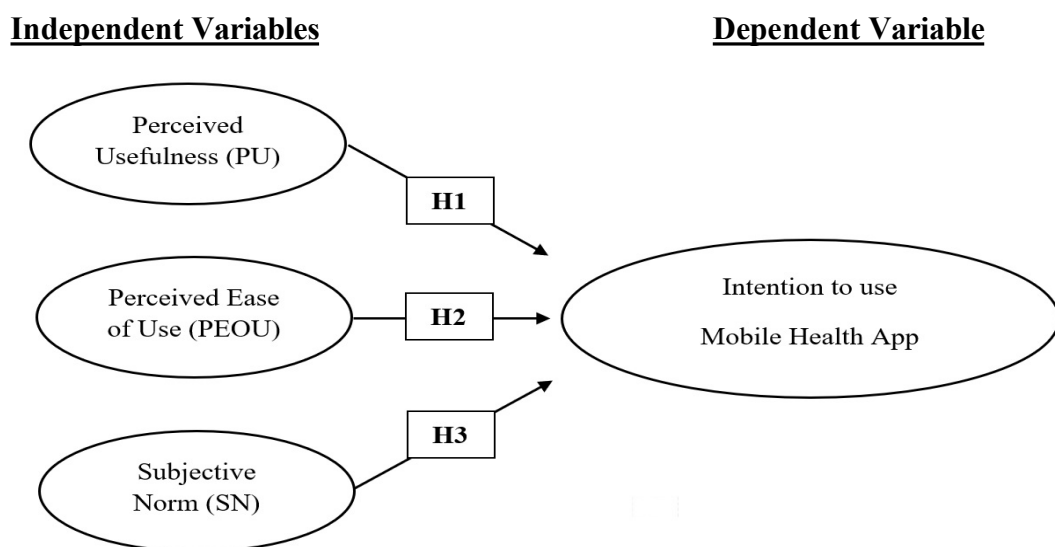 Independent Variables
Dependent Variable
Perceived
Usefulness (PU)
H1
Perceived Ease
of Use (PEOU)
H2
Intention to use
Mobile Health App
H3
Subjective
Norm (SN)